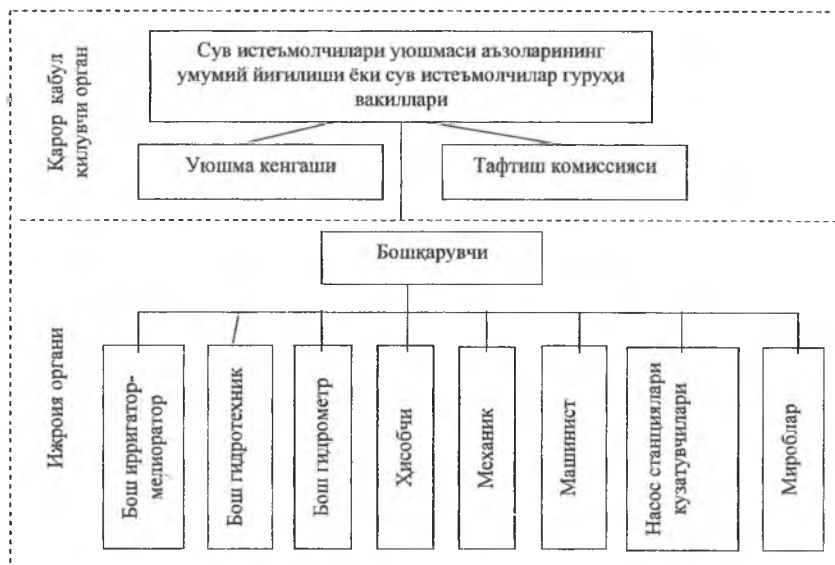 Қарор қабул
қилувчи орган
Сув истеъмолчилари уюшмаси аъзоларининг
умумий йиғилиши ёки сув истеъмолчилар гуруҳи
вакиллари
Уюшма кенгаши
Тафтиш комиссияси
Ижроия органи
Бошқарувчи
Бош ирригатор-
мелиоратор
Бош гидротехник
Бош гидрометр
Ҳисобчи
Механик
Машинист
Насос станциялари
кузатувчилари
Мироблар